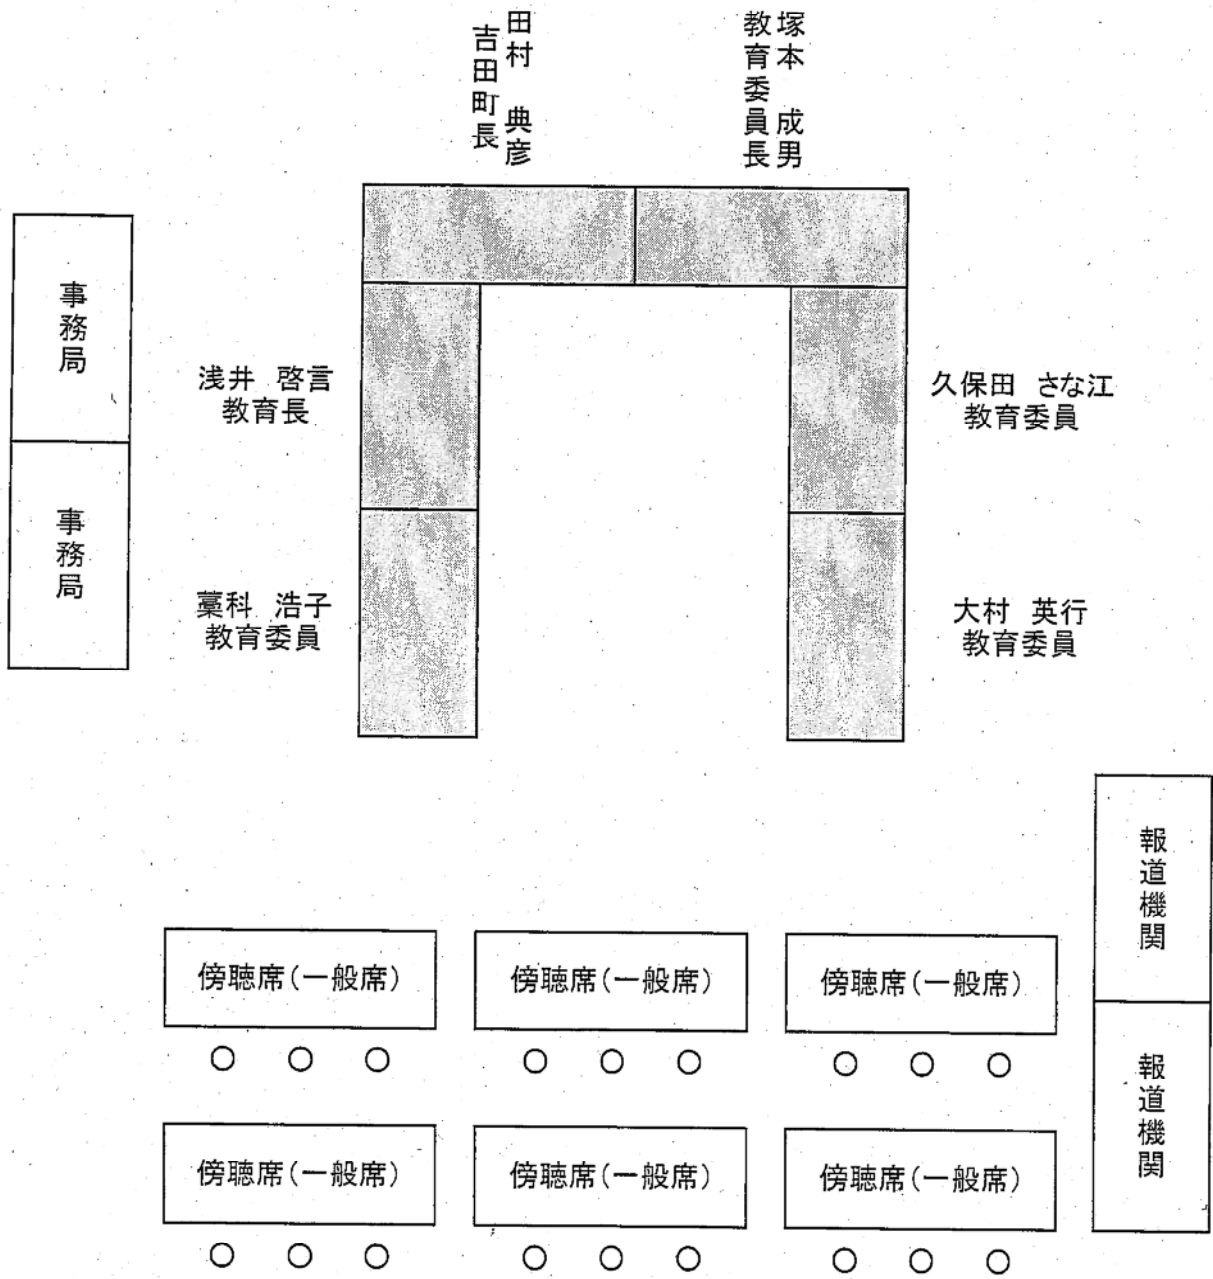 田村　典彦
吉田町長
塚本　成男
教育委員長
事務局
浅井　啓言
教育長
久保田　さな江
教育委員
事務局
藁科　浩子
教育委員
大村　英行
教育委員
報道機関
傍聴席(一般席)
傍聴席(一般席)
傍聴席(一般席)
○　○　○
○　○　○
○　○　○
報道機関
傍聴席(一般席)
傍聴席(一般席)
傍聴席(一般席)
○　○　○
○　○　○
○　○　○